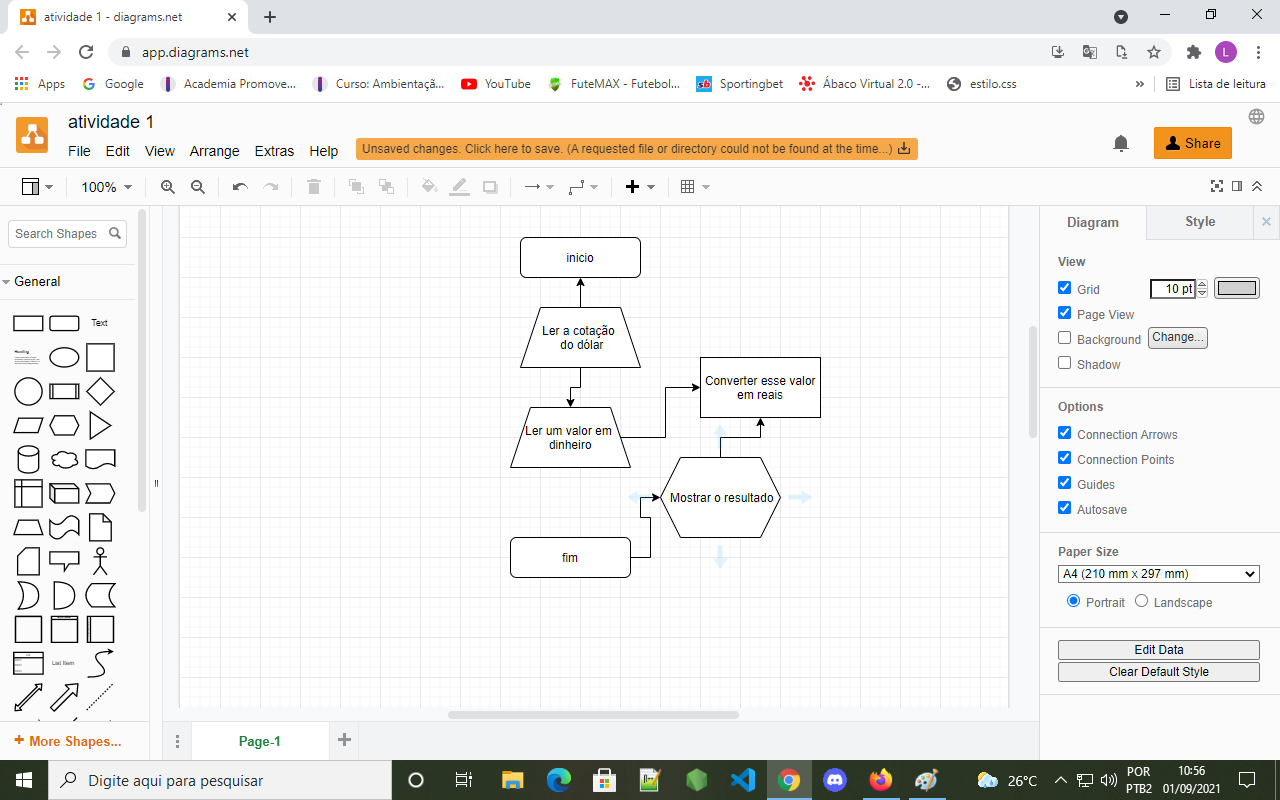 atividade 1 - diagrams.net
app.diagrams.net
Apps
Google
Academia Promove...
Curso: Ambientaçã...
YouTube
FuteMAX - Futebol...
Sportingbet
Ábaco Virtual 2.0 -...
estilo.css
»
Lista de leitura
atividade 1
File Edit View Arrange Extras Help
Unsaved changes. Click here to save. (A requested file or directory could not be found at the time...)
Share
100%
Search Shapes
General
Text
Heading
List Item
+ More Shapes...
inicio
Ler a cotação
do dólar
Ler um valor em
dinheiro
Converter esse valor
em reais
Mostrar o resultado
fim
Page-1
Diagram
Style
View
Grid
10 pt
Page View
Background
Change...
Shadow
Options
Connection Arrows
Connection Points
Guides
Autosave
Paper Size
A4 (210 mm x 297 mm)
Portrait
Landscape
Edit Data
Clear Default Style
Digite aqui para pesquisar
26°C
POR
PTB2
10:56
01/09/2021